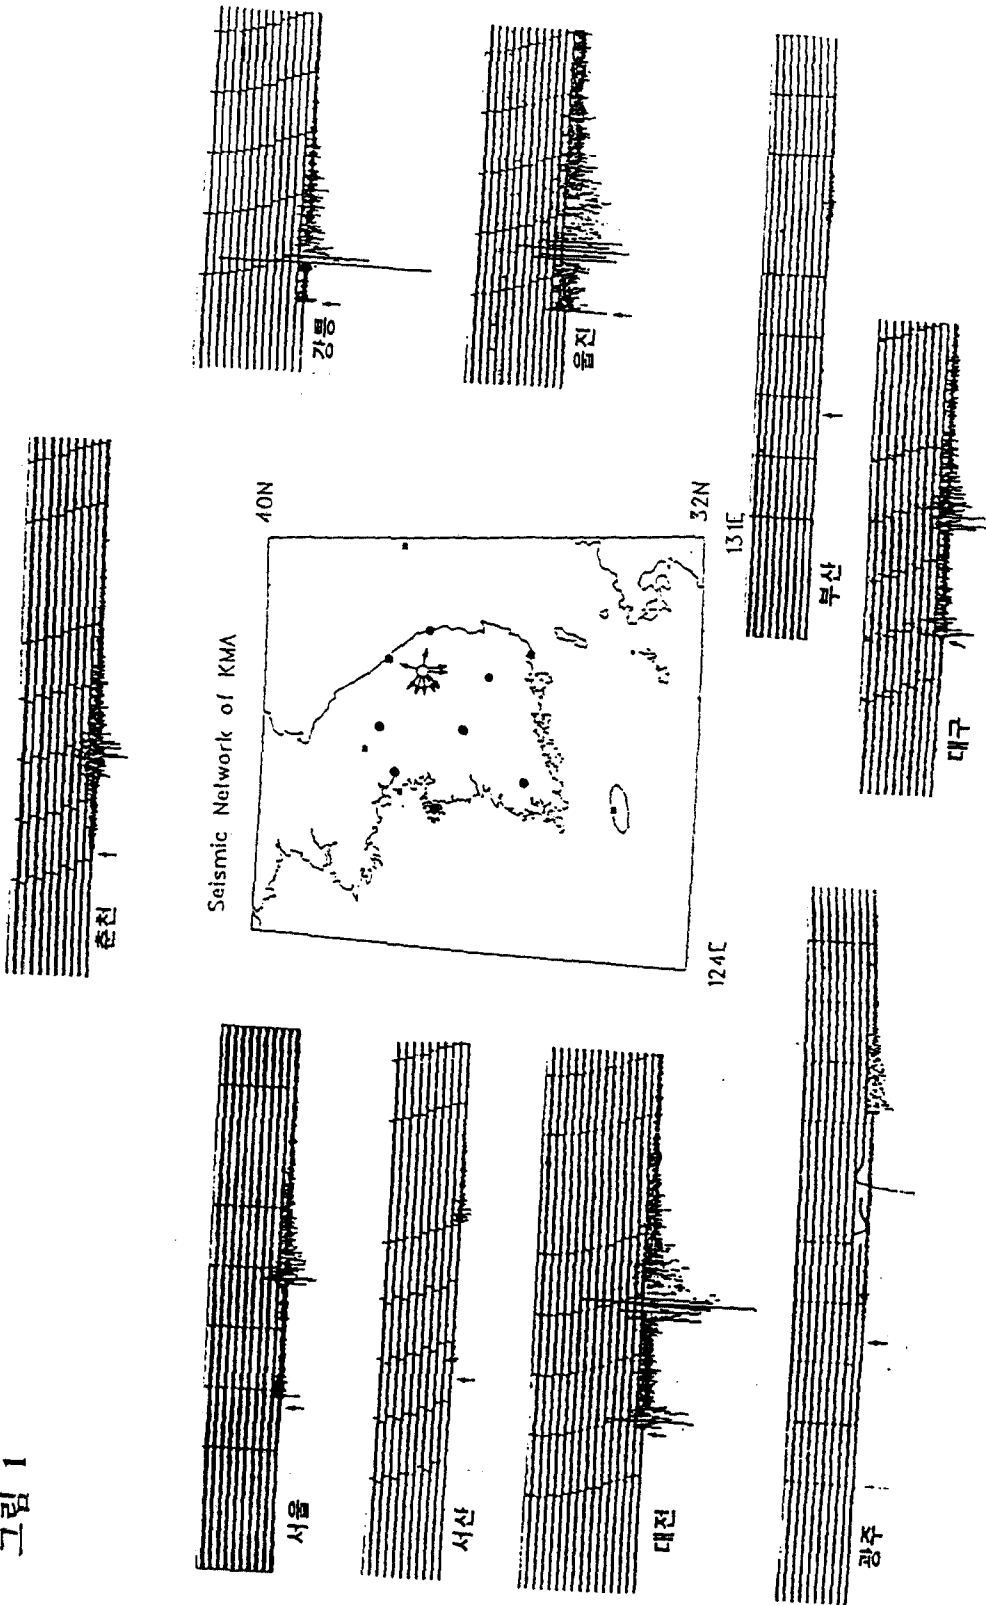 그림 1
춘천
서울
서산
대전
광주
Seismic Network of KMA
40N
32N
124E
131E
강릉
울진
부산
대구